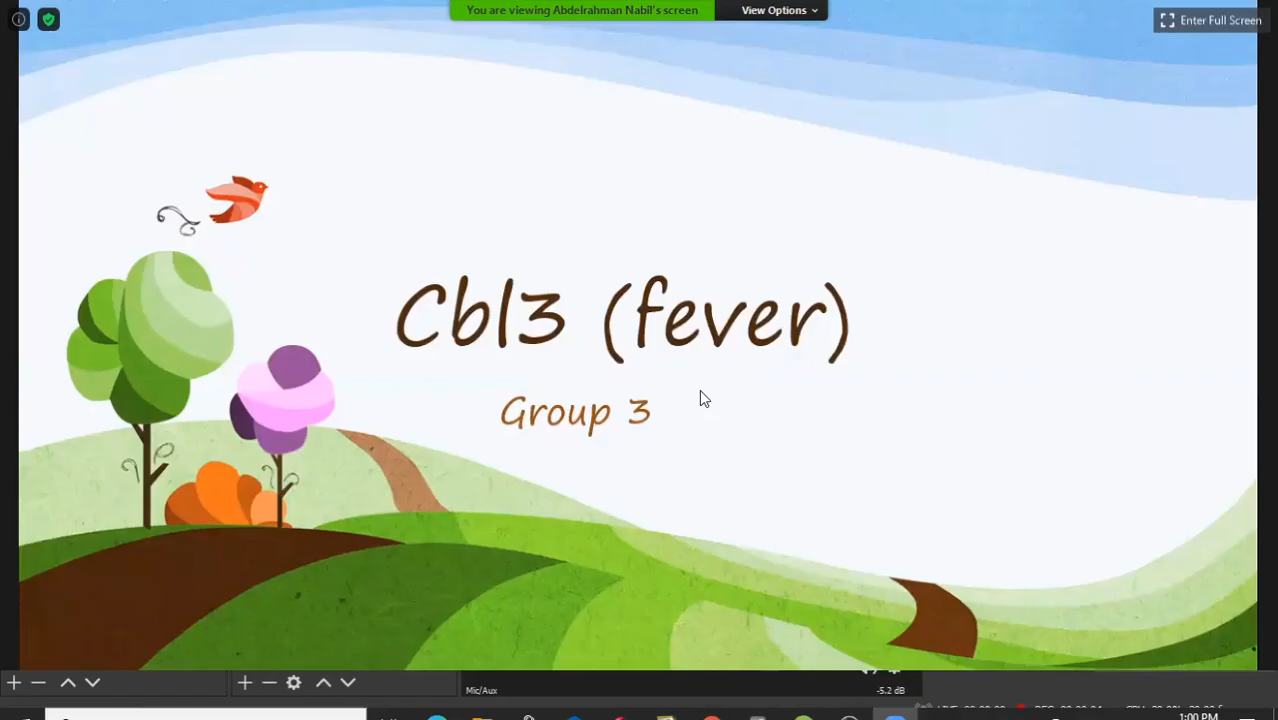 You are viewing Abdelrahman Nabil's screen
View Options
Enter Full Screen
Cbl3 (fever)
Group 3
Mic/Aux
-5.2 dB
1:00 PM